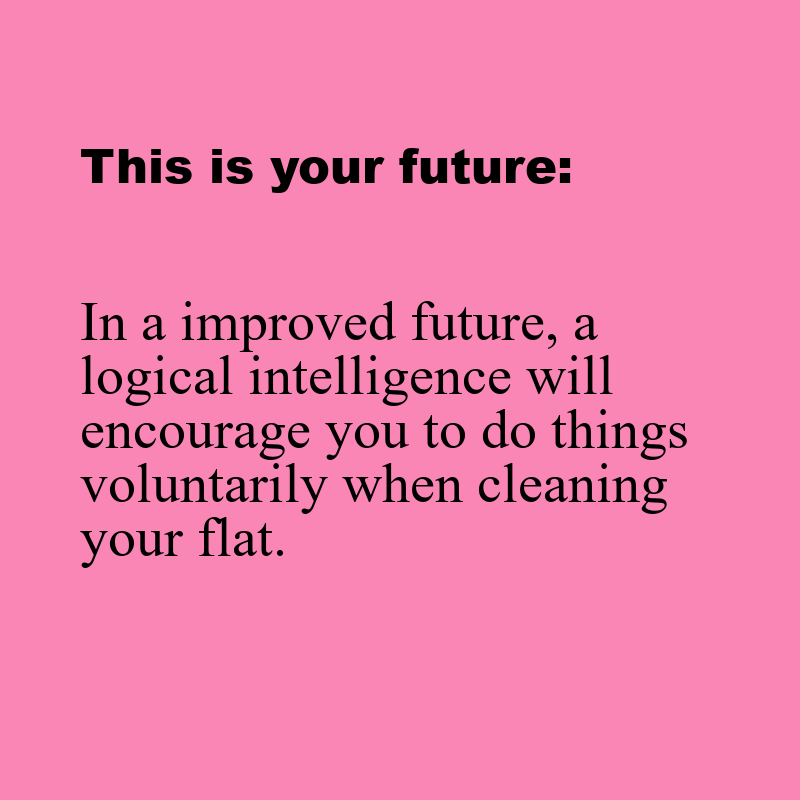 This is your future:
In a improved future, a
logical intelligence will
encourage you to do things
voluntarily when cleaning
your flat.